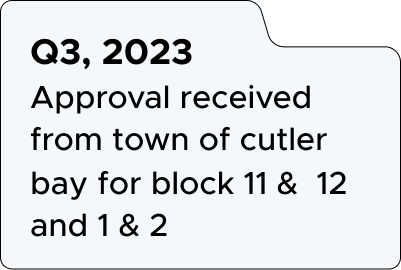 Q3, 2023
Approval received
from town of cutler
bay for block 11 &  12
and 1 & 2